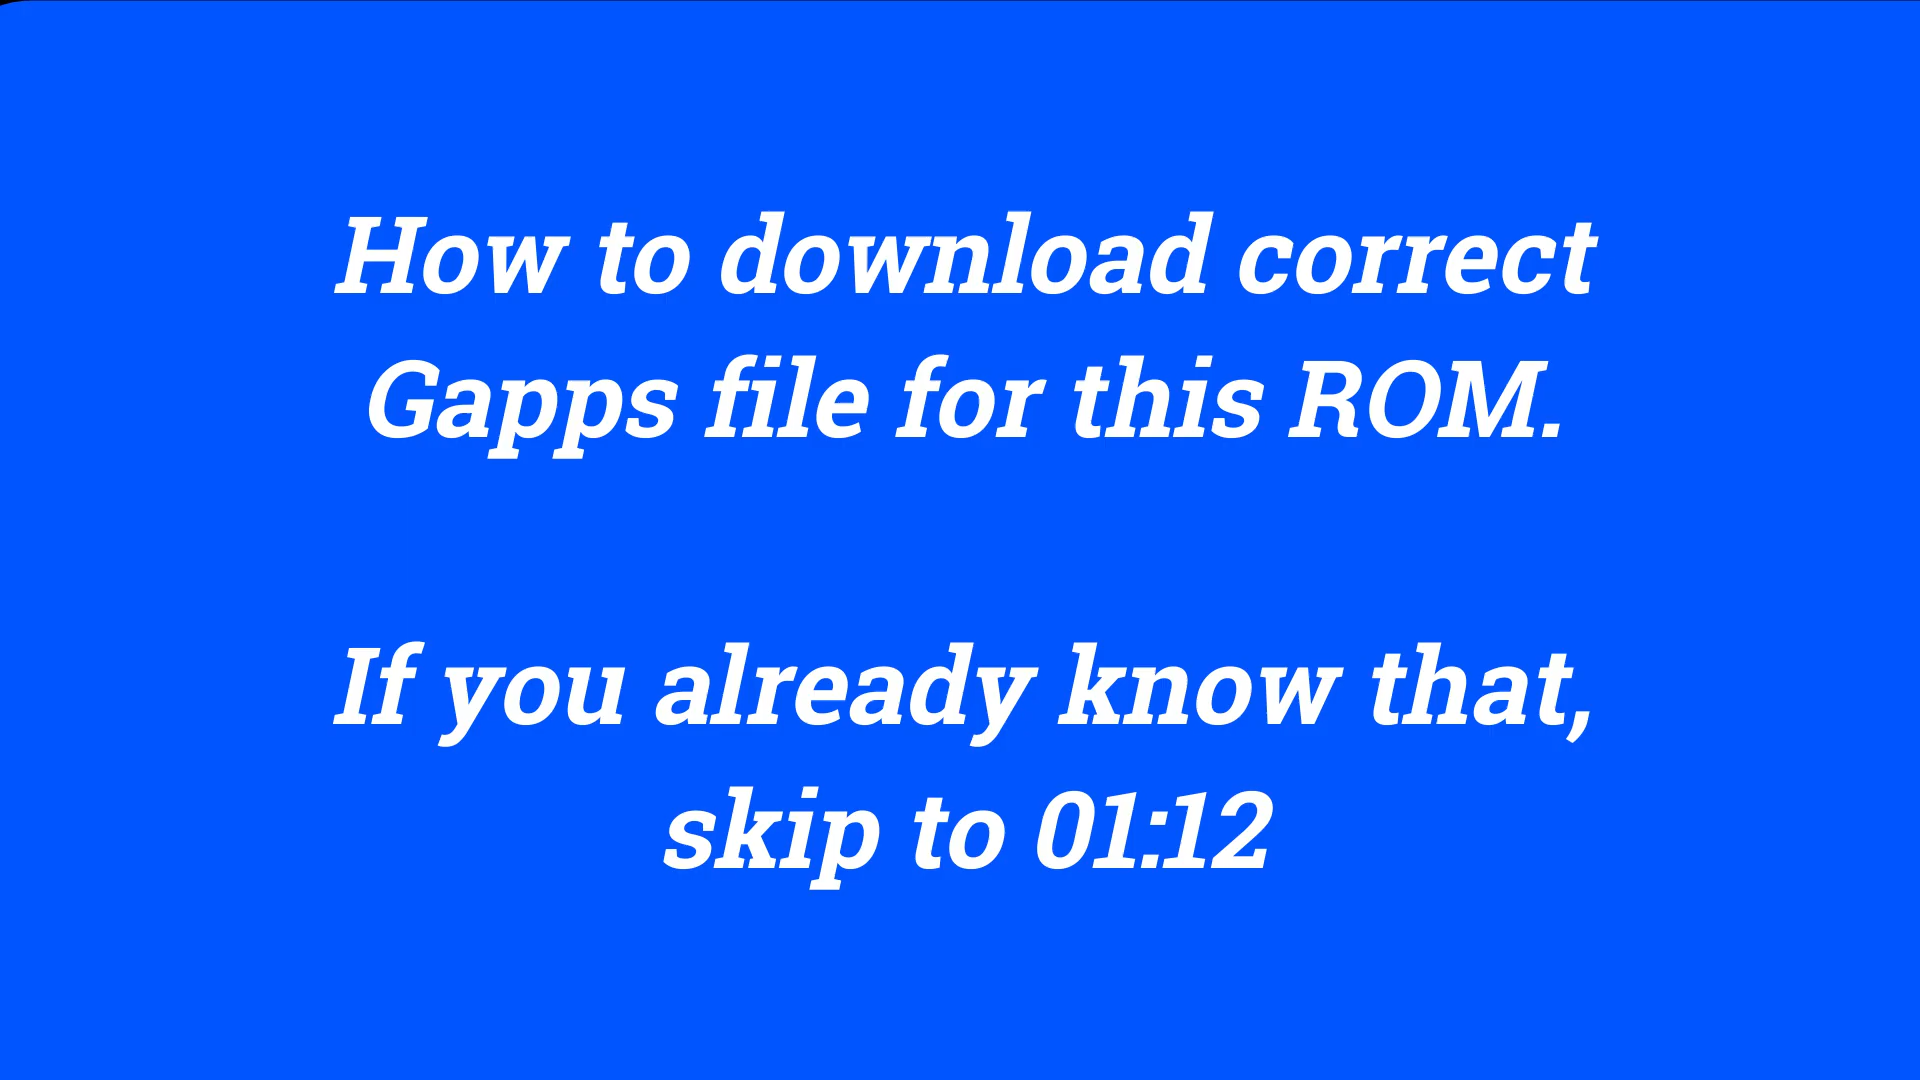 How to download correct
Gapps file for this ROM.
If you already know that,
skip to 01:12